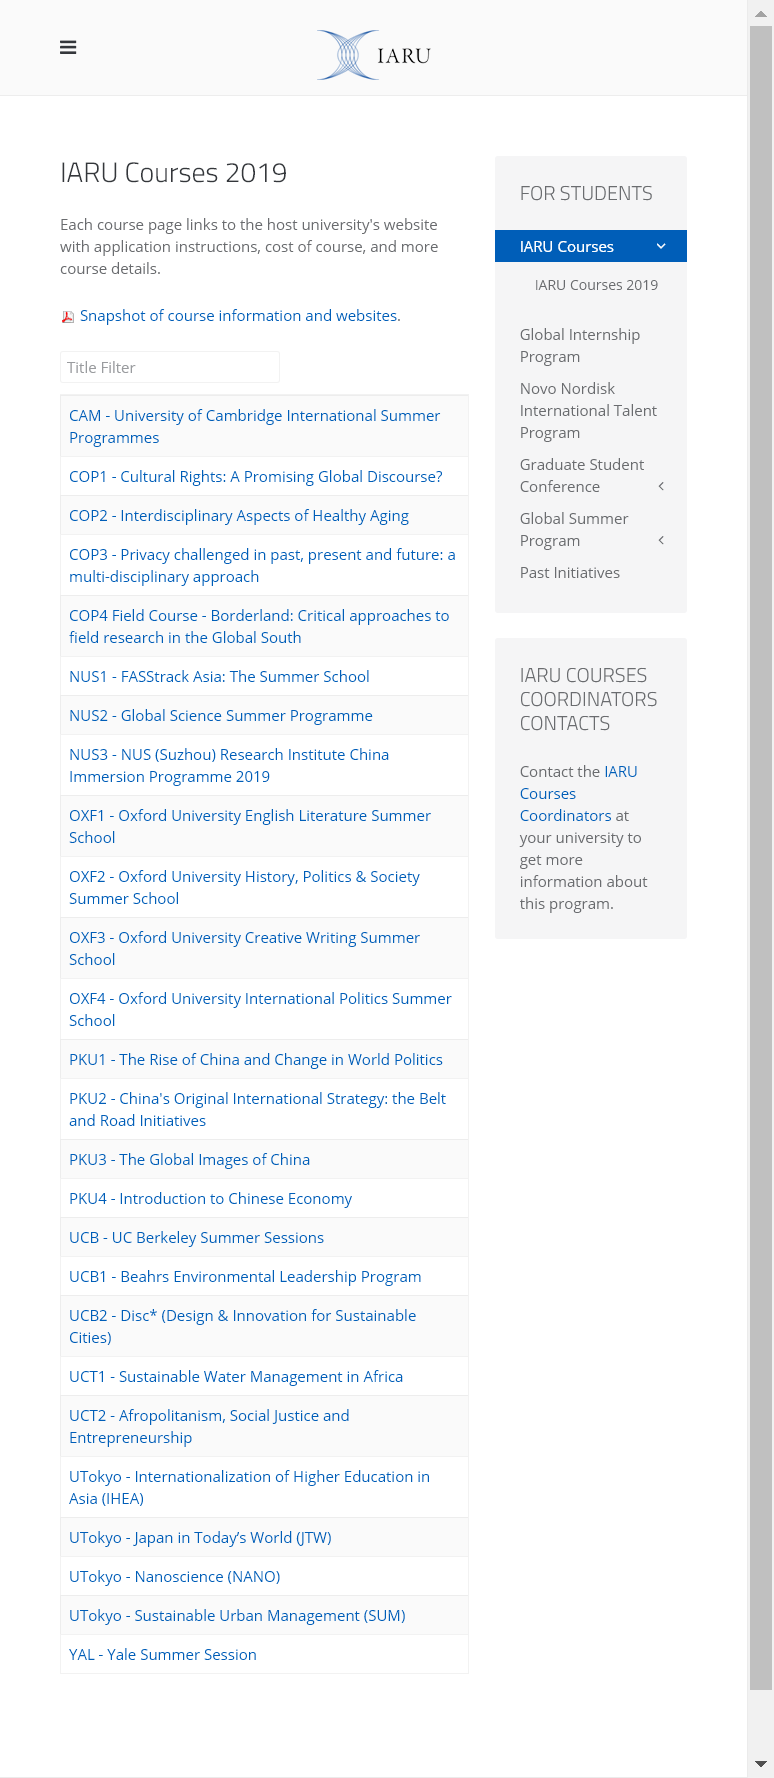 IARU
IARU Courses 2019
Each course page links to the host university's website
with application instructions, cost of course, and more
course details.
Snapshot of course information and websites.
Title Filter
CAM - University of Cambridge International Summer
Programmes
COP1 - Cultural Rights: A Promising Global Discourse?
COP2 - Interdisciplinary Aspects of Healthy Aging
COP3 - Privacy challenged in past, present and future: a
multi-disciplinary approach
COP4 Field Course - Borderland: Critical approaches to
field research in the Global South
NUS1 - FASStrack Asia: The Summer School
NUS2 - Global Science Summer Programme
NUS3 - NUS (Suzhou) Research Institute China
Immersion Programme 2019
OXF1 - Oxford University English Literature Summer
School
OXF2 - Oxford University History, Politics & Society
Summer School
OXF3 - Oxford University Creative Writing Summer
School
OXF4 - Oxford University International Politics Summer
School
PKU1 - The Rise of China and Change in World Politics
PKU2 - China's Original International Strategy: the Belt
and Road Initiatives
PKU3 - The Global Images of China
PKU4 - Introduction to Chinese Economy
UCB - UC Berkeley Summer Sessions
UCB1 - Beahrs Environmental Leadership Program
UCB2 - Disc* (Design & Innovation for Sustainable
Cities)
UCT1 - Sustainable Water Management in Africa
UCT2 - Afropolitanism, Social Justice and
Entrepreneurship
UTokyo - Internationalization of Higher Education in
Asia (IHEA)
UTokyo - Japan in Today’s World (JTW)
UTokyo - Nanoscience (NANO)
UTokyo - Sustainable Urban Management (SUM)
YAL - Yale Summer Session
FOR STUDENTS
IARU Courses
IARU Courses 2019
Global Internship
Program
Novo Nordisk
International Talent
Program
Graduate Student
Conference
Global Summer
Program
Past Initiatives
IARU COURSES
COORDINATORS
CONTACTS
Contact the IARU
Courses
Coordinators at
your university to
get more
information about
this program.